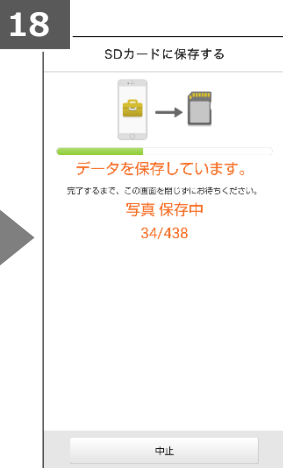 18
SDカードに保存する
データを保存しています。
完了するまで、この画面を閉じずにお待ちください。
写真 保存中
34/438
中止